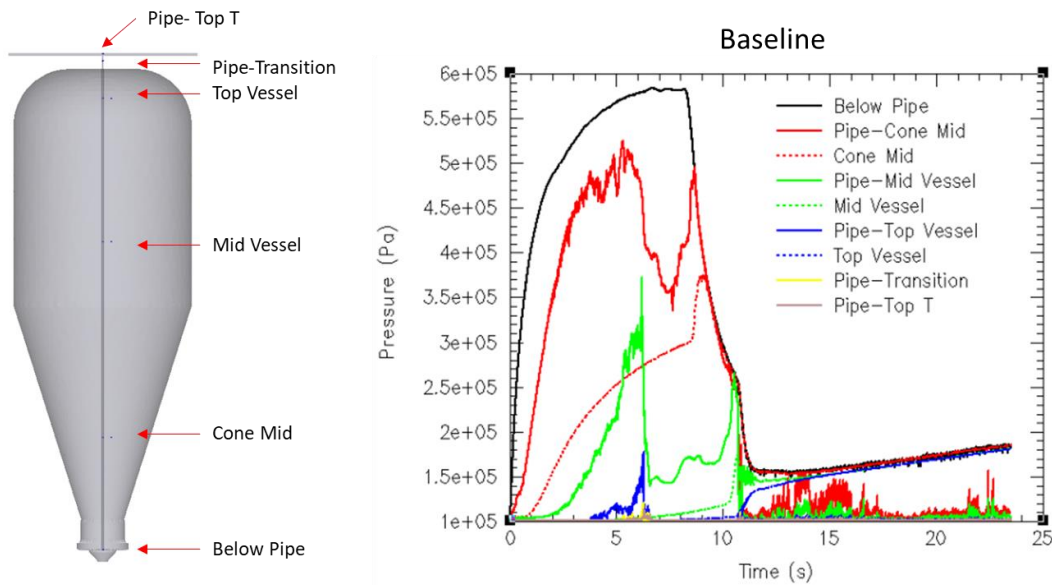 Pipe- Top T
Pipe-Transition
Top Vessel
Mid Vessel
Cone Mid
Below Pipe
Baseline
6e+05
5.5e+05
5e+05
4.5e+05
4e+05
3.5e+05
3e+05
2.5e+05
2e+05
1.5e+05
1e+05
Pressure (Pa)
Below Pipe
Pipe-Cone Mid
Cone Mid
Pipe-Mid Vessel
Mid Vessel
Pipe-Top Vessel
Top Vessel
Pipe-Transition
Pipe-Top T
0 5 10 15 20 25
Time (s)